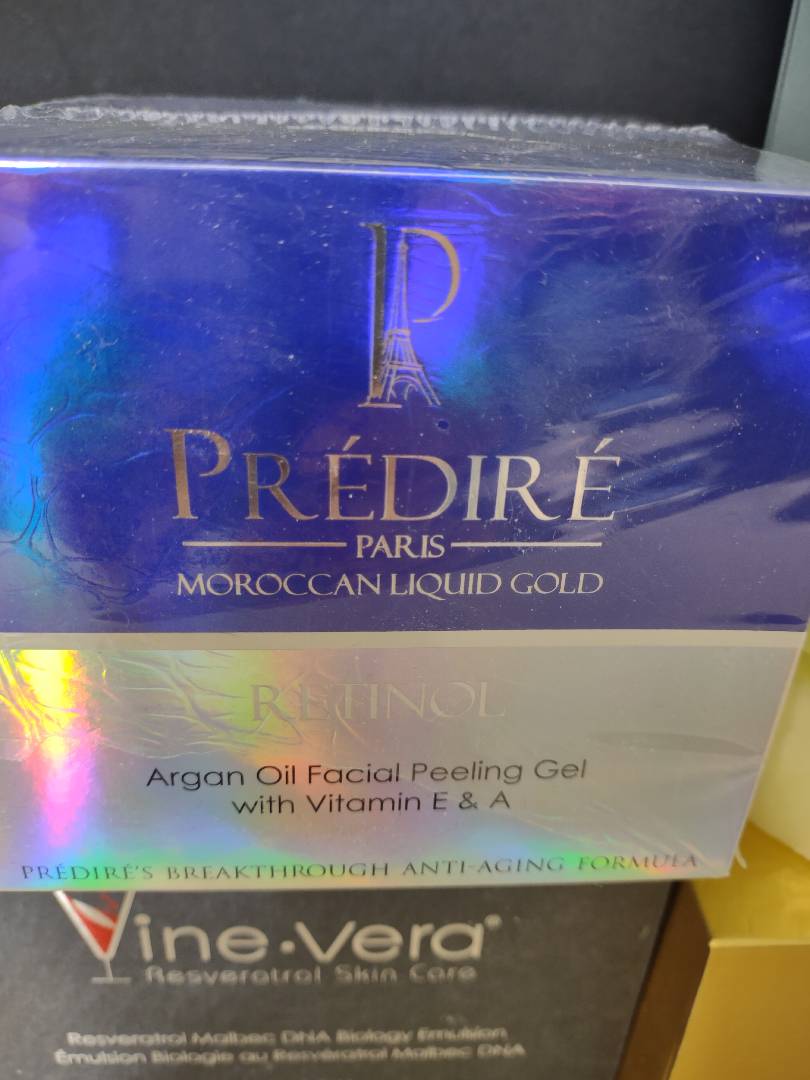 P
PRÉDIRÉ
PARIS
MOROCCAN LIQUID GOLD
RETINOL
Argan Oil Facial Peeling Gel
with Vitamin E & A
PRÉDIRÉ'S BREAKTHROUGH ANTI-AGING FORMULA
Vine·vera®
Resveratrol Skin Care
Resveratrol Malbec DNA Biology Emulsion
Émulsion Biologie au Resvératrol Malbec DNA